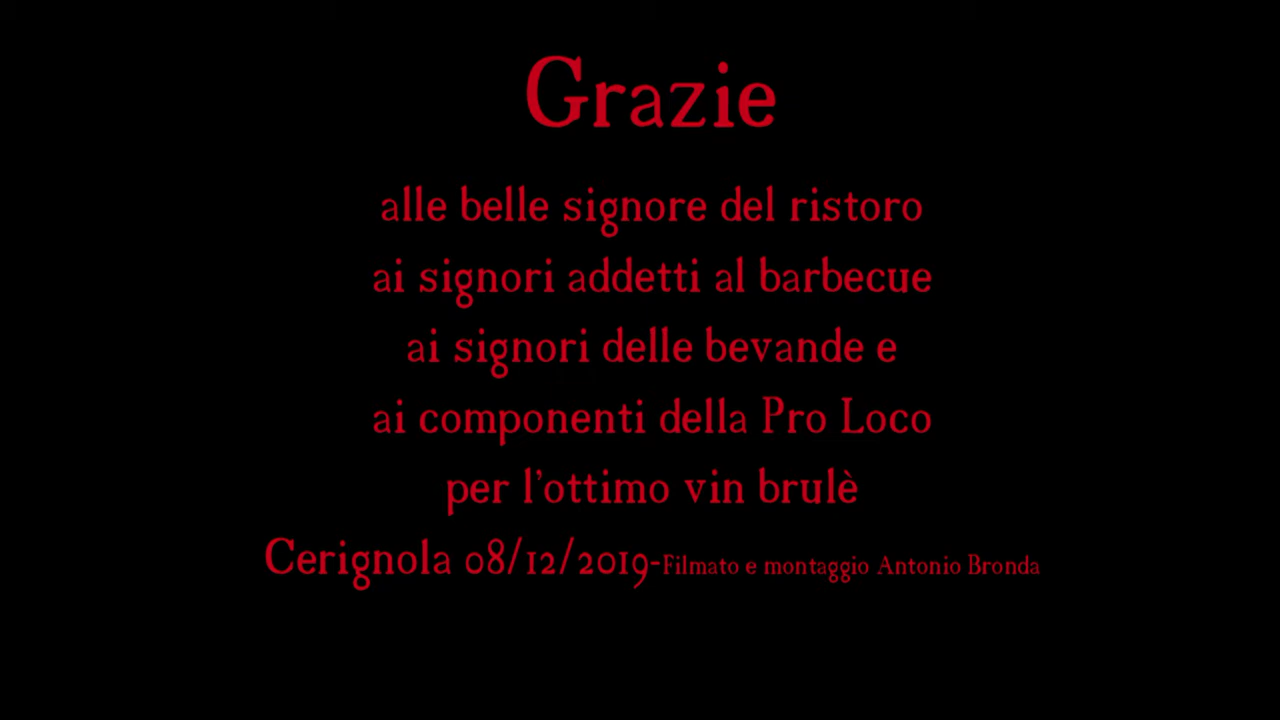 Grazie
alle belle signore del ristoro
ai signori addetti al barbecue
ai signori delle bevande e
ai componenti della Pro Loco
per l'ottimo vin brulè
Cerignola 08/12/2019-Filmato e montaggio Antonio Bronda